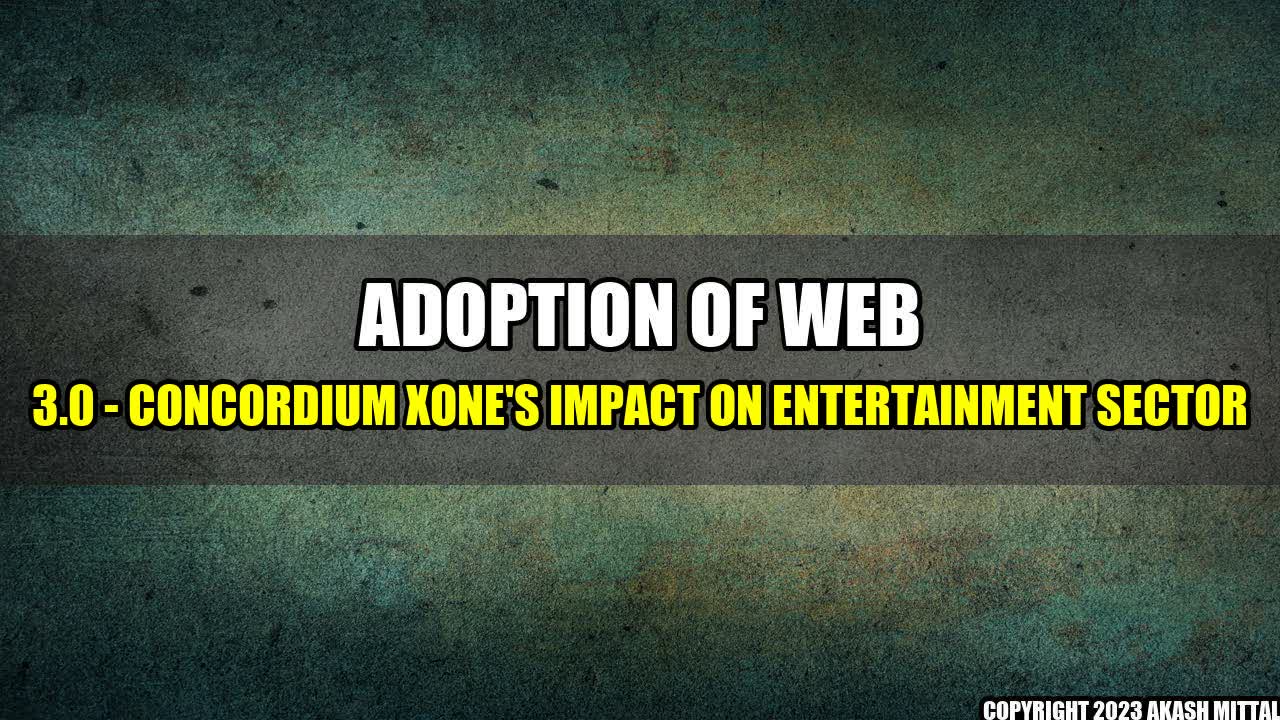 ADOPTION OF WEB
3.0 - CONCORDIUM XONE'S IMPACT ON ENTERTAINMENT SECTOR
COPYRIGHT 2023 AKASH MITTAL